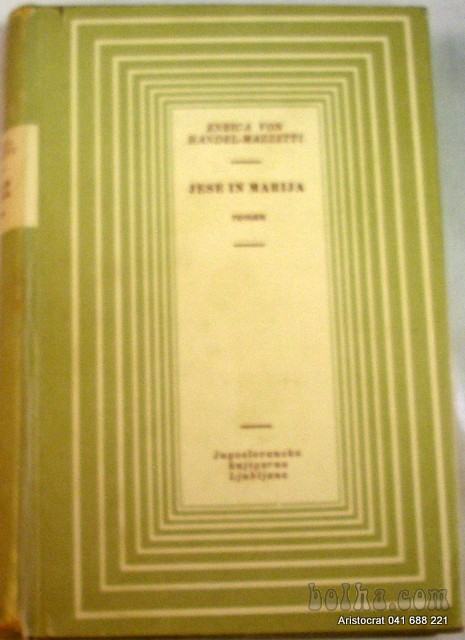 ENRICA VON
HANDEL-MAZZETTI
JESE IN MARIJA
ROMAN
Jugoslovanska
knjigarna
Ljubljana
bolha.com
Aristocrat 041 688 221